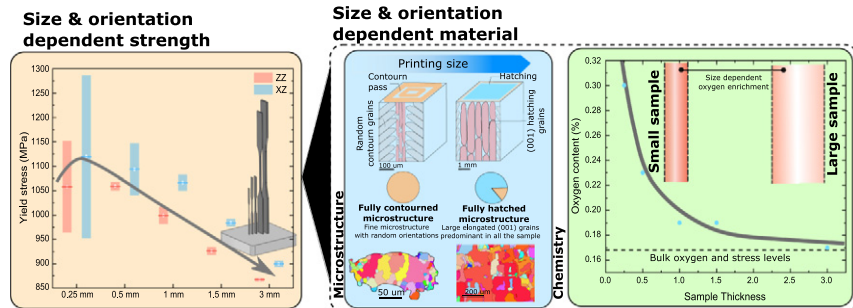 Size & orientation
dependent strength
1300
1250
1200
1150
1100
1050
1000
950
900
850
Yield stress (MPa)
ZZ
XZ
0.25 mm
0.5 mm
1 mm
1.5 mm
3 mm
Size & orientation
dependent material
Printing size
Contourn
pass
Hatching
Random
contourn grains
(001) hatching
grains
100 um
1 mm
Fully contourned
microstructure
Fine microstructure
with random orientations
Fully hatched
microstructure
Large elongated (001) grains
predominant in all the sample
50 um
200 um
Microstructure
Chemistry
0.32
0.28
0.26
0.24
0.22
0.20
0.18
0.16
Oxygen content (%)
Small sample
Size dependent
oxygen enrichment
Large sample
Bulk oxygen and stress levels
0.0
0.5
1.0
1.5
2.0
2.5
3.0
Sample Thickness